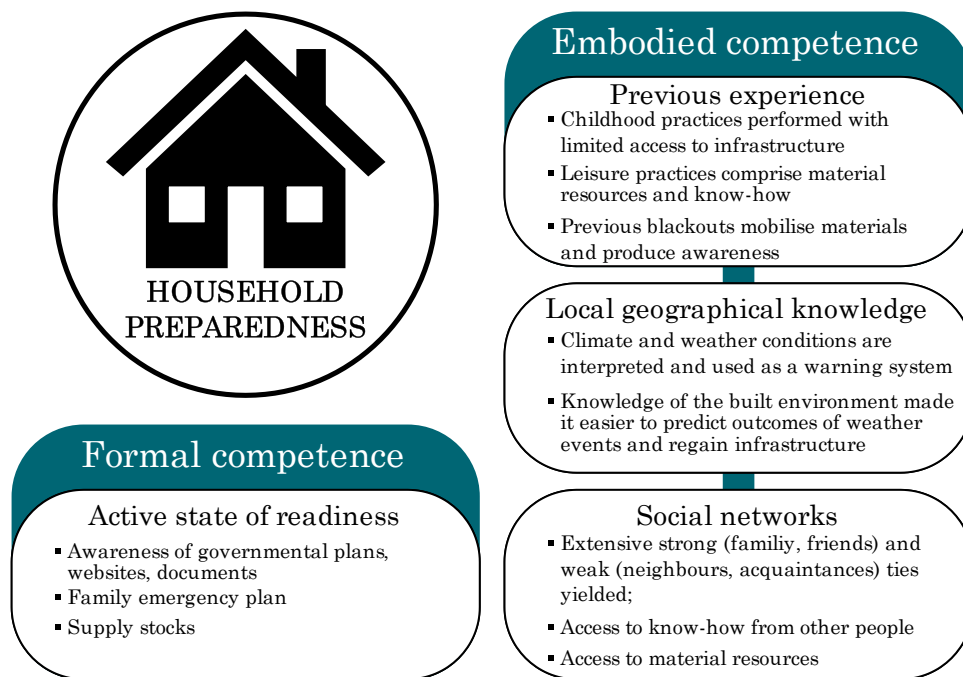 HOUSEHOLD
PREPAREDNESS
Formal competence
Active state of readiness
▪ Awareness of governmental plans,
websites, documents
▪ Family emergency plan
▪ Supply stocks
Embodied competence
Previous experience
▪ Childhood practices performed with
limited access to infrastructure
▪ Leisure practices comprise material
resources and know-how
▪ Previous blackouts mobilise materials
and produce awareness
Local geographical knowledge
▪ Climate and weather conditions are
interpreted and used as a warning system
▪ Knowledge of the built environment made
it easier to predict outcomes of weather
events and regain infrastructure
Social networks
▪ Extensive strong (familiy, friends) and
weak (neighbours, acquaintances) ties
yielded;
▪ Access to know-how from other people
▪ Access to material resources